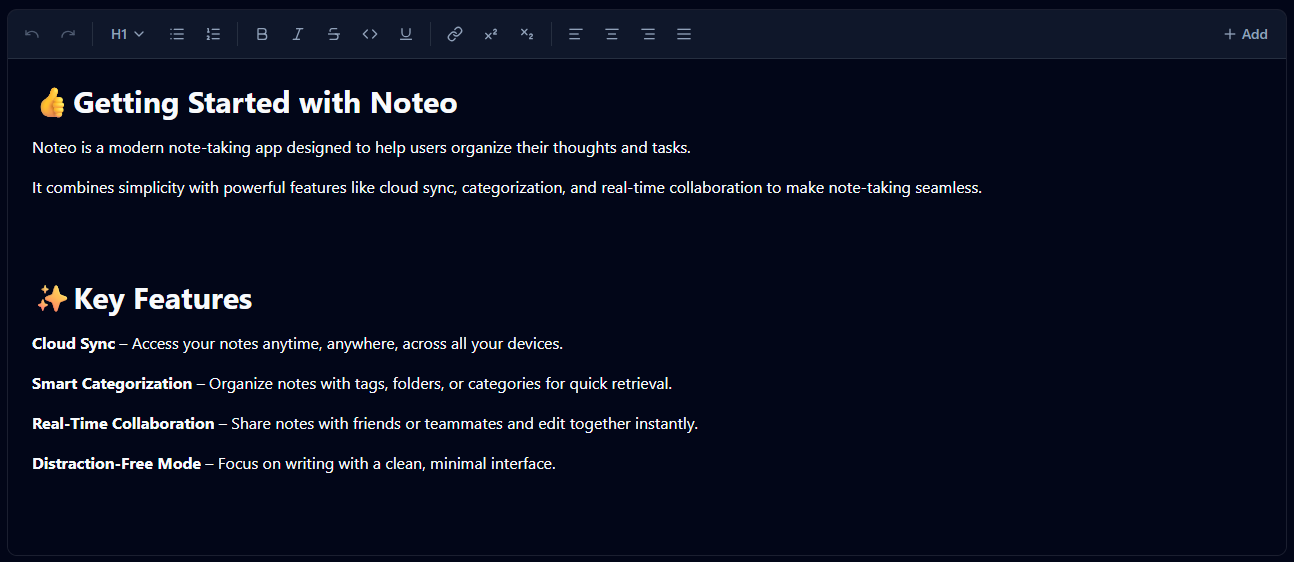 H1
B I S U x² x₂
+ Add
👍 Getting Started with Noteo
Noteo is a modern note-taking app designed to help users organize their thoughts and tasks.
It combines simplicity with powerful features like cloud sync, categorization, and real-time collaboration to make note-taking seamless.
✨ Key Features
Cloud Sync – Access your notes anytime, anywhere, across all your devices.
Smart Categorization – Organize notes with tags, folders, or categories for quick retrieval.
Real-Time Collaboration – Share notes with friends or teammates and edit together instantly.
Distraction-Free Mode – Focus on writing with a clean, minimal interface.